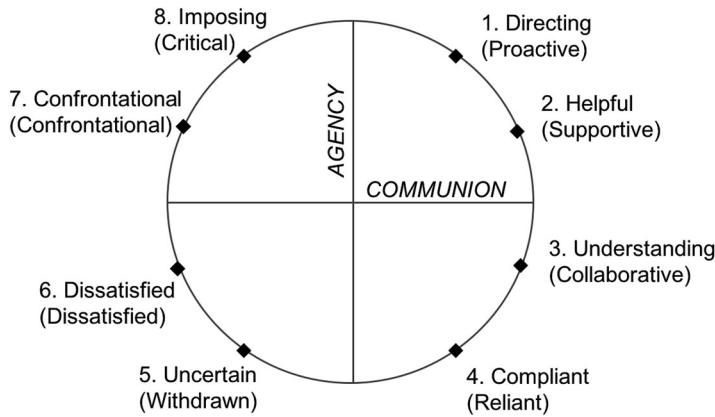 8. Imposing
(Critical)
1. Directing
(Proactive)
7. Confrontational
(Confrontational)
2. Helpful
(Supportive)
AGENCY
COMMUNION
3. Understanding
(Collaborative)
6. Dissatisfied
(Dissatisfied)
5. Uncertain
(Withdrawn)
4. Compliant
(Reliant)